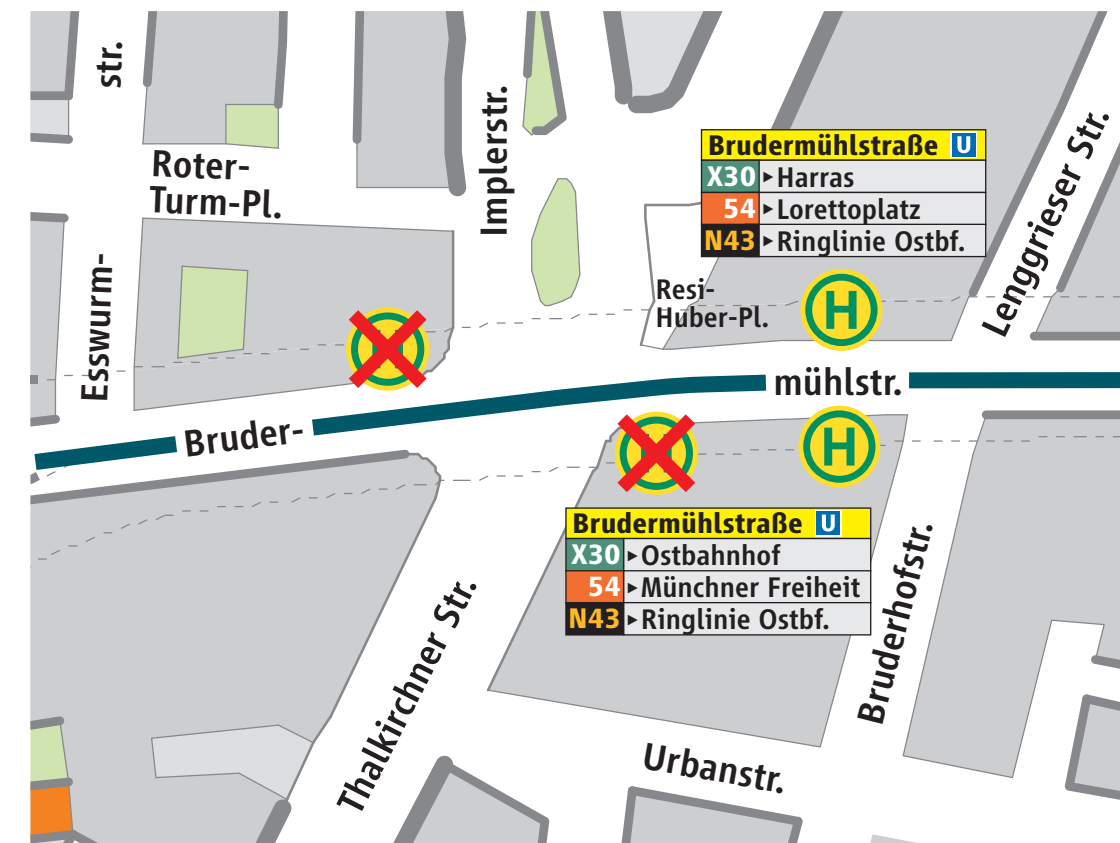 str.
Roter-
Turm-Pl.
Implerstr.
Esswurm-
Brudermühlstraße U
X30 ▸ Harras
54 ▸ Lorettoplatz
N43 ▸ Ringlinie Ostbf.
Lenggrieser Str.
Resi-
Huber-Pl.
H
mühlstr.
Bruder-
H
Brudermühlstraße U
X30 ▸ Ostbahnhof
54 ▸ Münchner Freiheit
N43 ▸ Ringlinie Ostbf.
Thalkirchner Str.
Bruderhofstr.
Urbanstr.